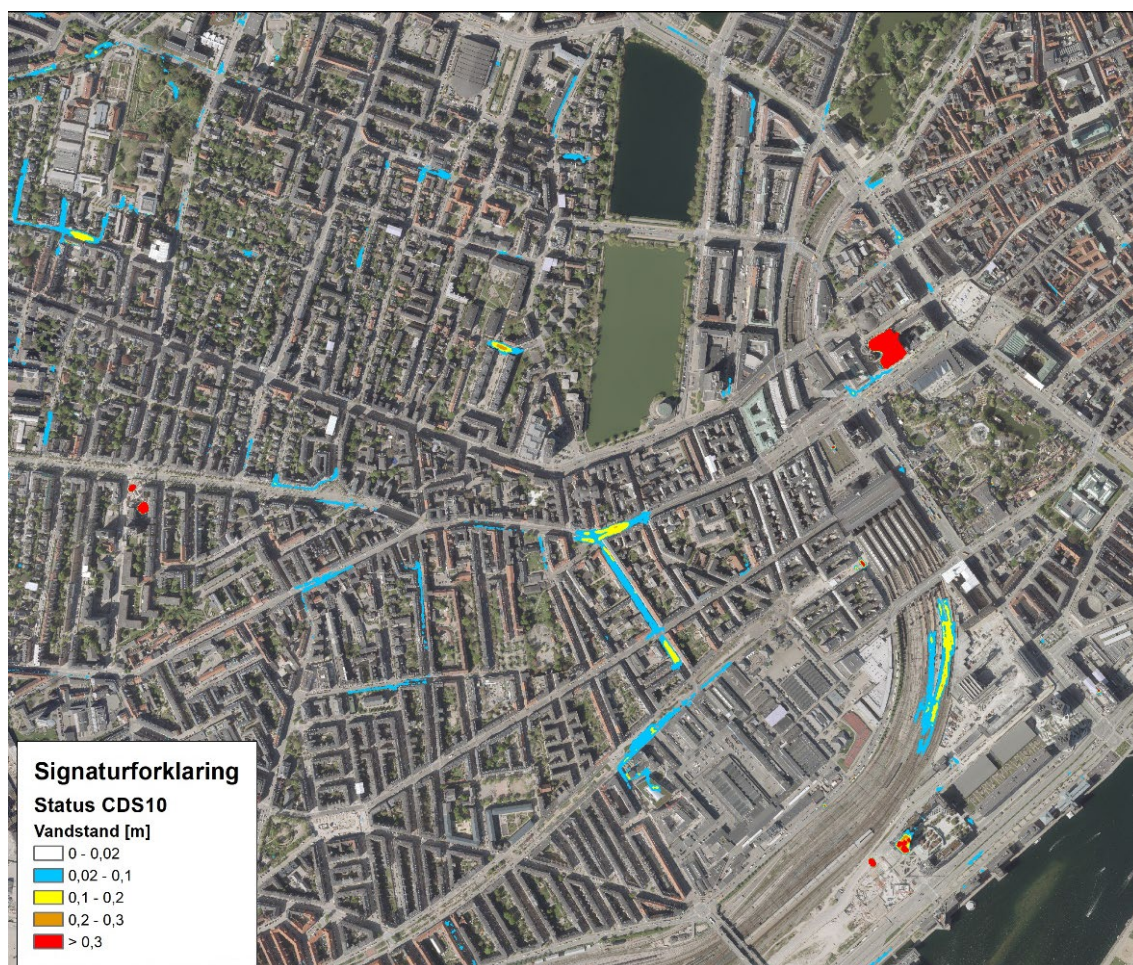 Signaturforklaring
Status CDS10
Vandstand [m]
0 - 0,02
0,02 - 0,1
0,1 - 0,2
0,2 - 0,3
> 0,3